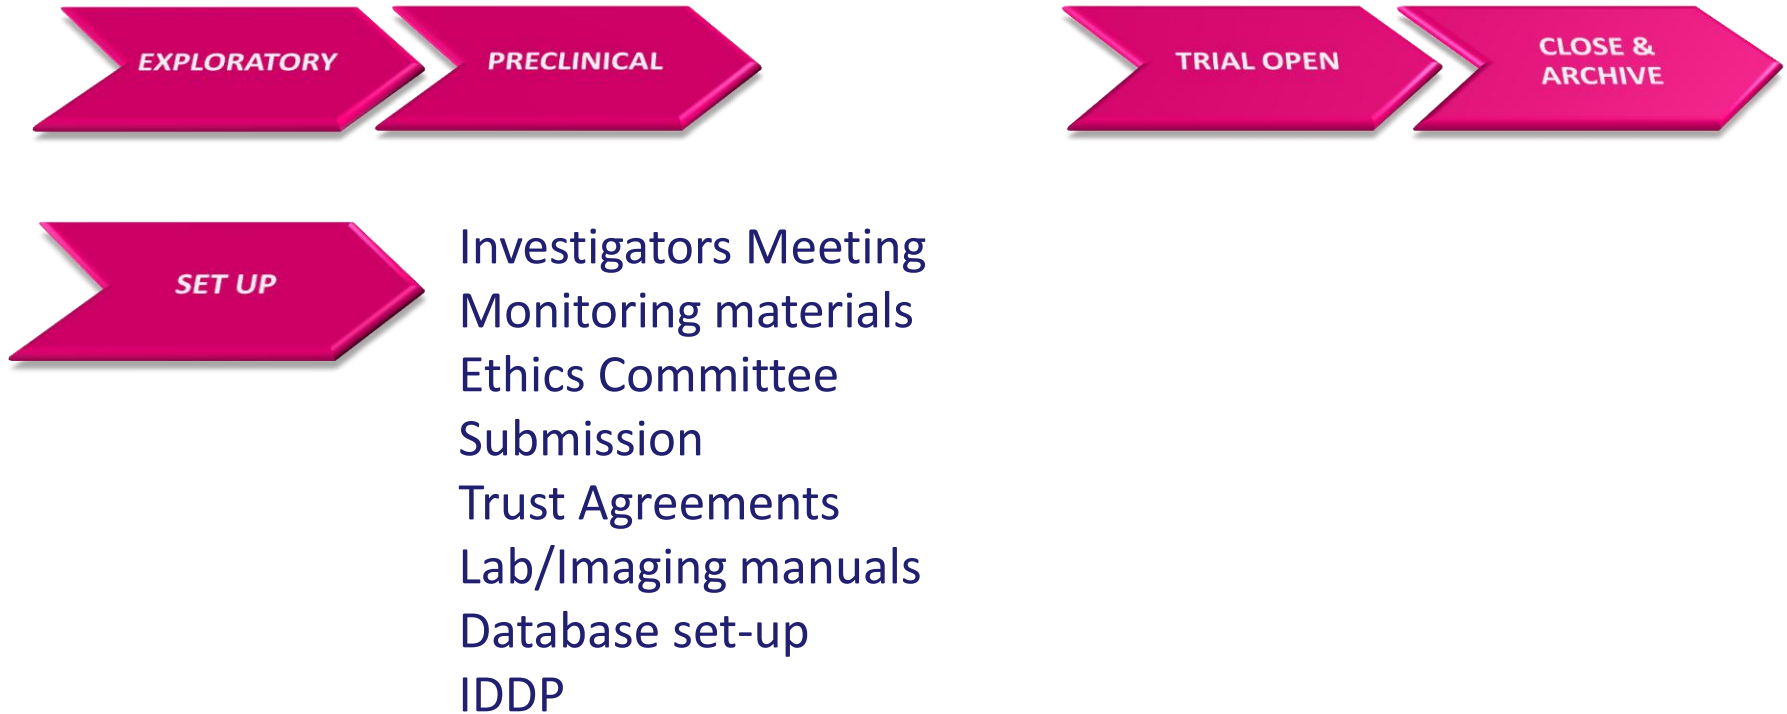 EXPLORATORY
PRECLINICAL
TRIAL OPEN
CLOSE &
ARCHIVE
SET UP
Investigators Meeting
Monitoring materials
Ethics Committee
Submission
Trust Agreements
Lab/Imaging manuals
Database set-up
IDDP